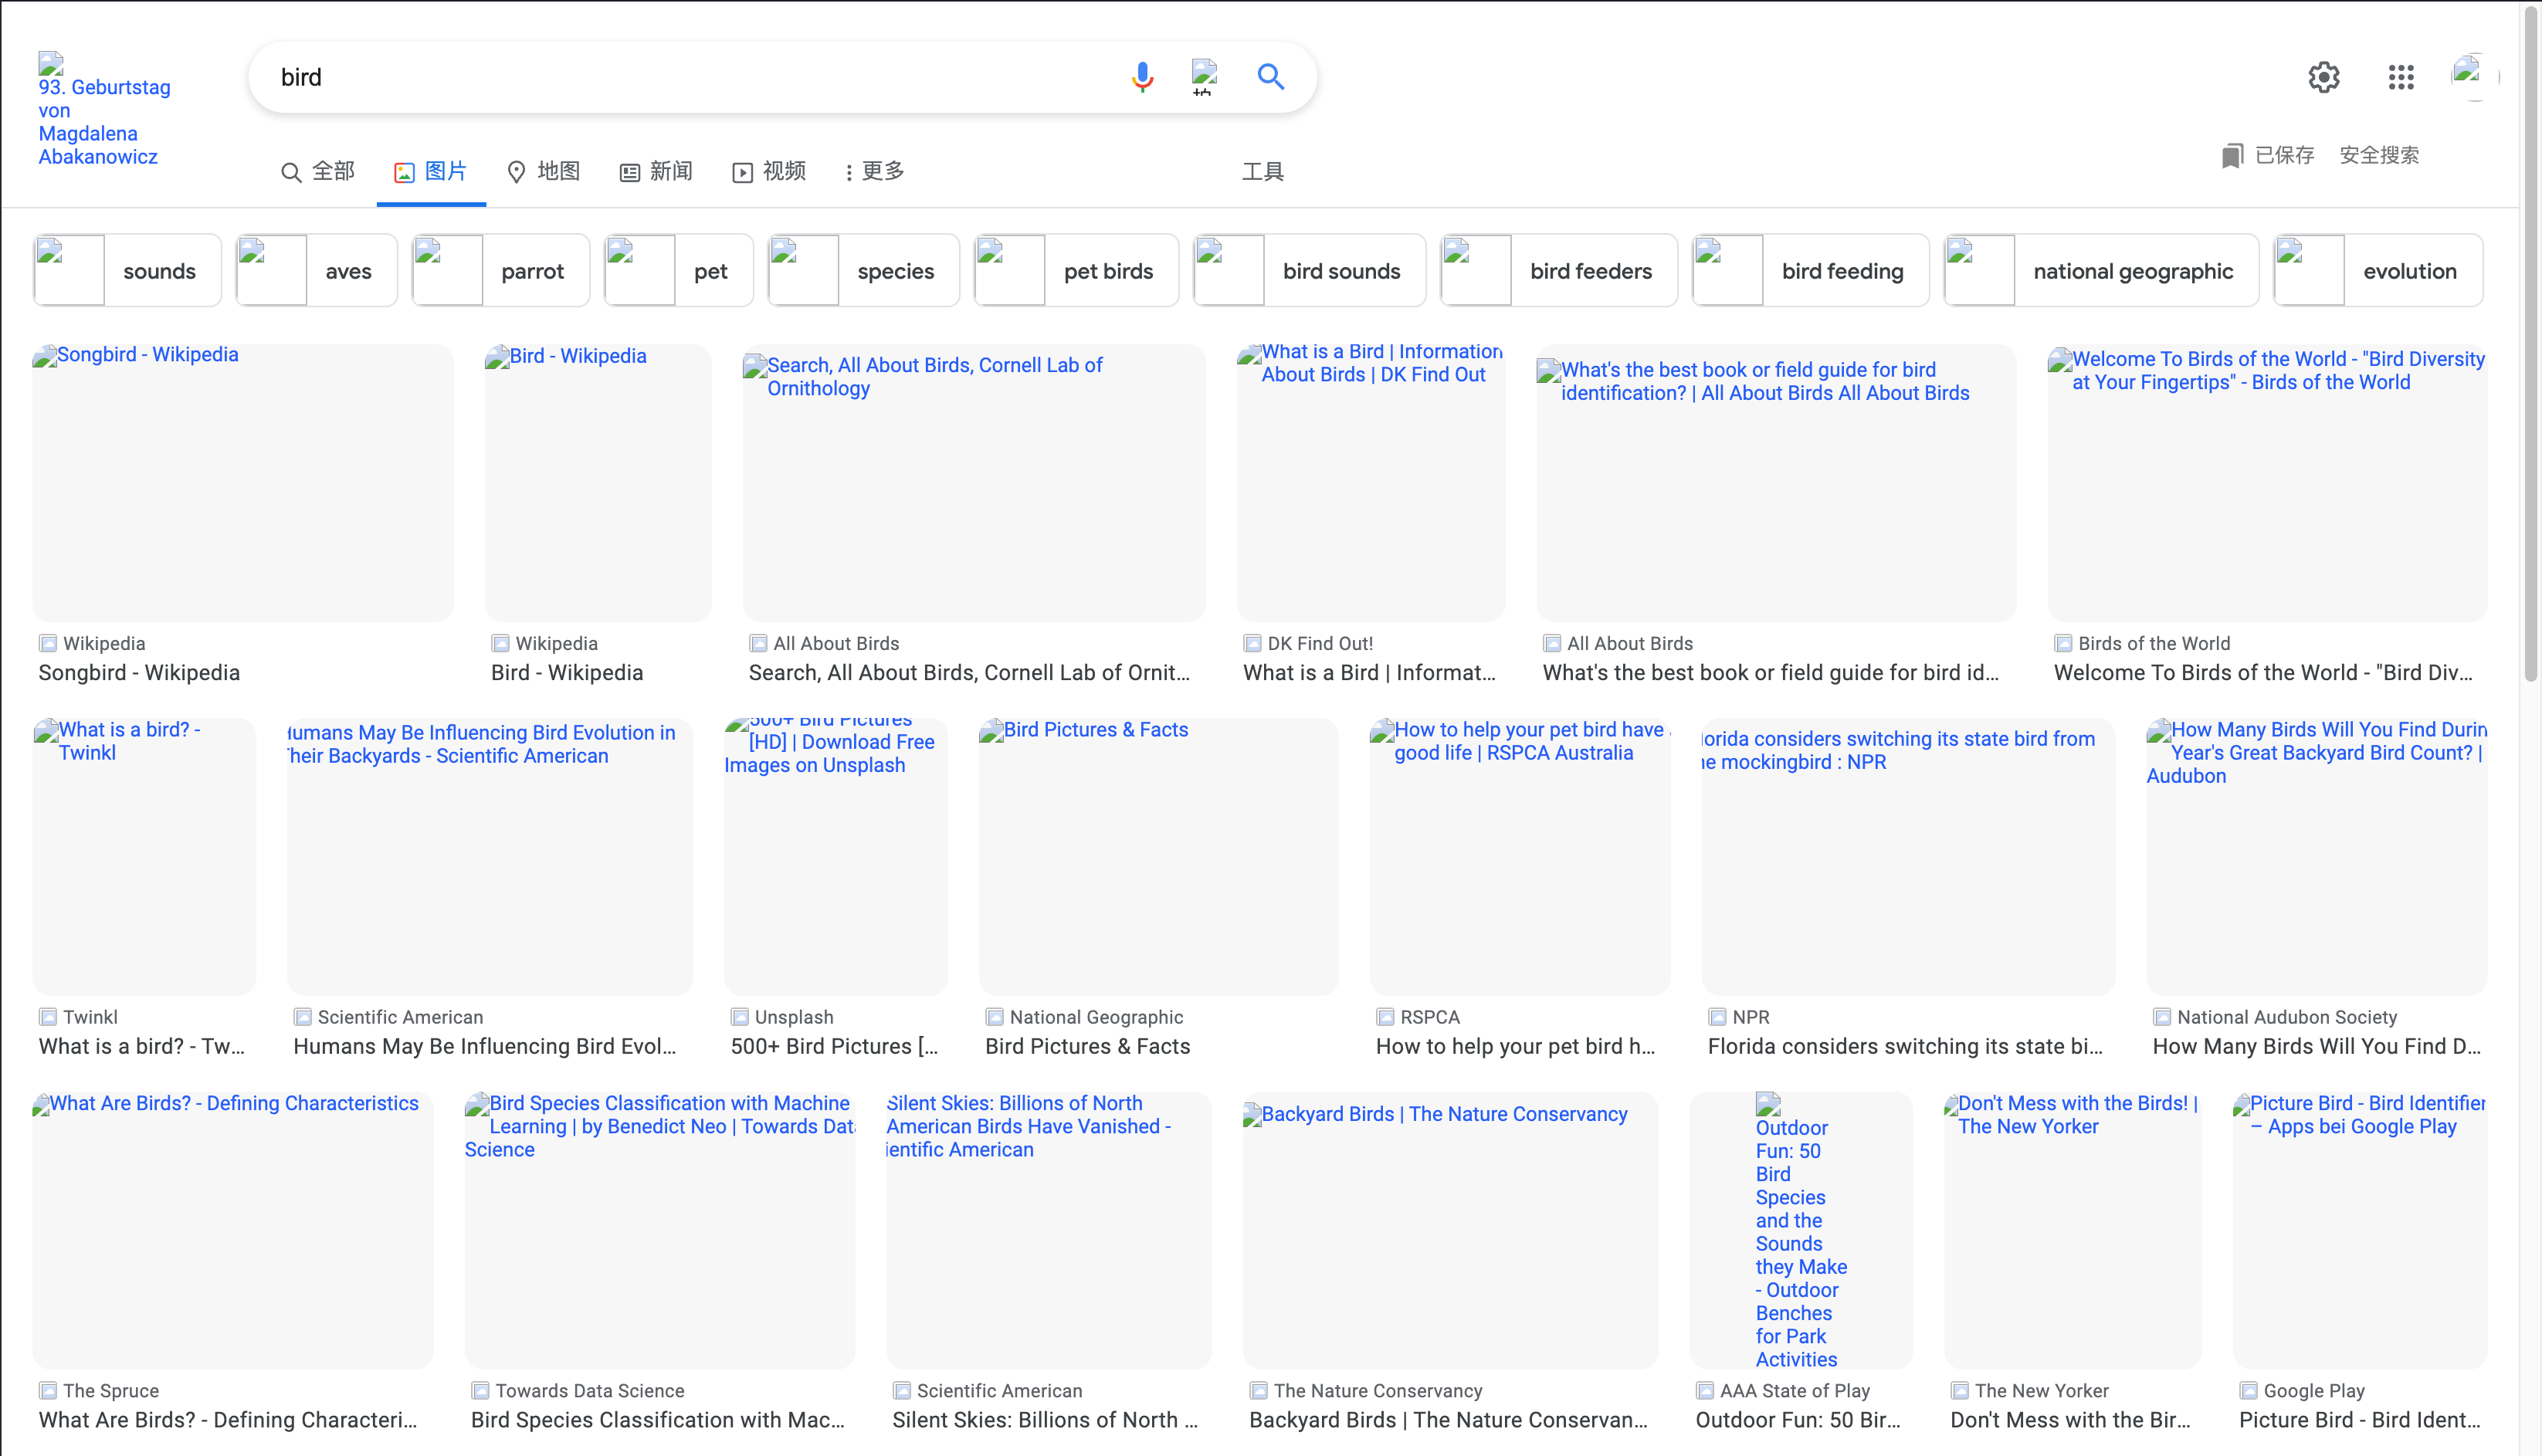 93. Geburtstag
von
Magdalena
Abakanowicz
bird
全部
图片
地图
新闻
视频
更多
工具
已保存
安全搜索
sounds
aves
parrot
pet
species
pet birds
bird sounds
bird feeders
bird feeding
national geographic
evolution
Songbird - Wikipedia
Bird - Wikipedia
Search, All About Birds, Cornell Lab of
Ornithology
What is a Bird | Information
About Birds | DK Find Out
What's the best book or field guide for bird
identification? | All About Birds All About Birds
Welcome To Birds of the World - "Bird Diversity
at Your Fingertips" - Birds of the World
Wikipedia
Songbird - Wikipedia
Wikipedia
Bird - Wikipedia
All About Birds
Search, All About Birds, Cornell Lab of Ornit...
DK Find Out!
What is a Bird | Informat...
All About Birds
What's the best book or field guide for bird id...
Birds of the World
Welcome To Birds of the World - "Bird Div...
What is a bird? -
Twinkl
umans May Be Influencing Bird Evolution in
heir Backyards - Scientific American
500+ Bird Pictures
[HD] | Download Free
Images on Unsplash
Bird Pictures & Facts
How to help your pet bird have
good life | RSPCA Australia
lorida considers switching its state bird from
e mockingbird : NPR
How Many Birds Will You Find Durin
Year's Great Backyard Bird Count? |
Audubon
Twinkl
What is a bird? - Tw...
Scientific American
Humans May Be Influencing Bird Evol...
Unsplash
500+ Bird Pictures [...
National Geographic
Bird Pictures & Facts
RSPCA
How to help your pet bird h...
NPR
Florida considers switching its state bi...
National Audubon Society
How Many Birds Will You Find D...
What Are Birds? - Defining Characteristics
Bird Species Classification with Machine
Learning | by Benedict Neo | Towards Dat
Science
Silent Skies: Billions of North
American Birds Have Vanished -
ientific American
Backyard Birds | The Nature Conservancy
Outdoor
Fun: 50
Bird
Species
and the
Sounds
they Make
- Outdoor
Benches
for Park
Activities
Don't Mess with the Birds! |
The New Yorker
Picture Bird - Bird Identifier
– Apps bei Google Play
The Spruce
What Are Birds? - Defining Characteri...
Towards Data Science
Bird Species Classification with Mac...
Scientific American
Silent Skies: Billions of North ...
The Nature Conservancy
Backyard Birds | The Nature Conservan...
AAA State of Play
Outdoor Fun: 50 Bir...
The New Yorker
Don't Mess with the Bir...
Google Play
Picture Bird - Bird Ident...